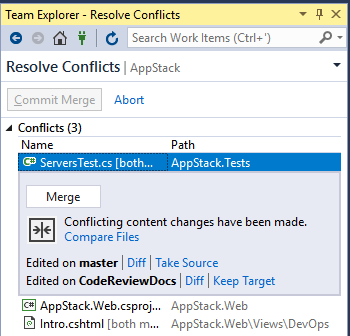 Team Explorer - Resolve Conflicts
Search Work Items (Ctrl+')
Resolve Conflicts | AppStack
Commit Merge Abort
Conflicts (3)
Name Path
ServersTest.cs [both... AppStack.Tests
Merge
Conflicting content changes have been made.
Compare Files
Edited on master | Diff | Take Source
Edited on CodeReviewDocs | Diff | Keep Target
AppStack.Web.csproj... AppStack.Web
Intro.cshtml [both m... AppStack.Web\Views\DevOps